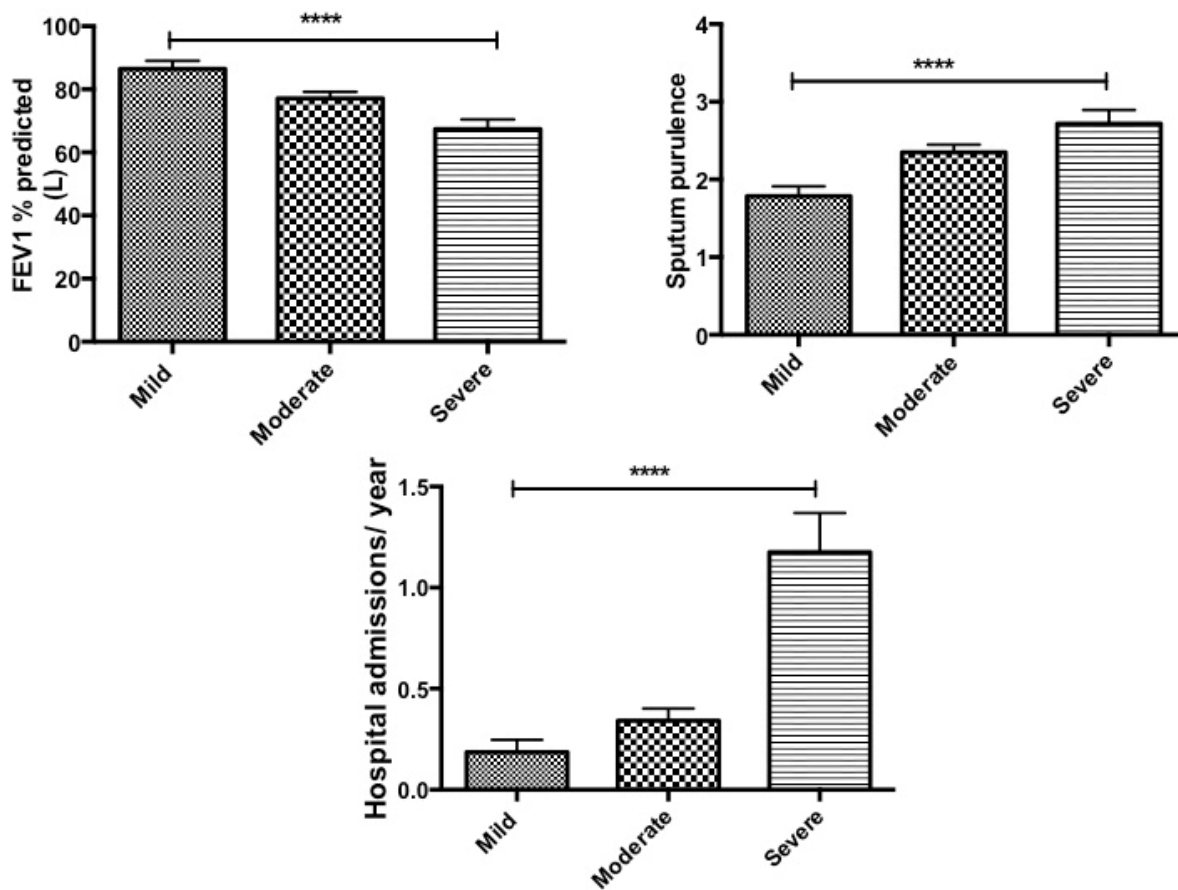 FEV1 % predicted
(L)
100
80
60
40
20
0
****
Mild
Moderate
Severe
Sputum purulence
4
3
2
1
0
****
Mild
Moderate
Severe
Hospital admissions/ year
1.5
1.0
0.5
0.0
****
Mild
Moderate
Severe